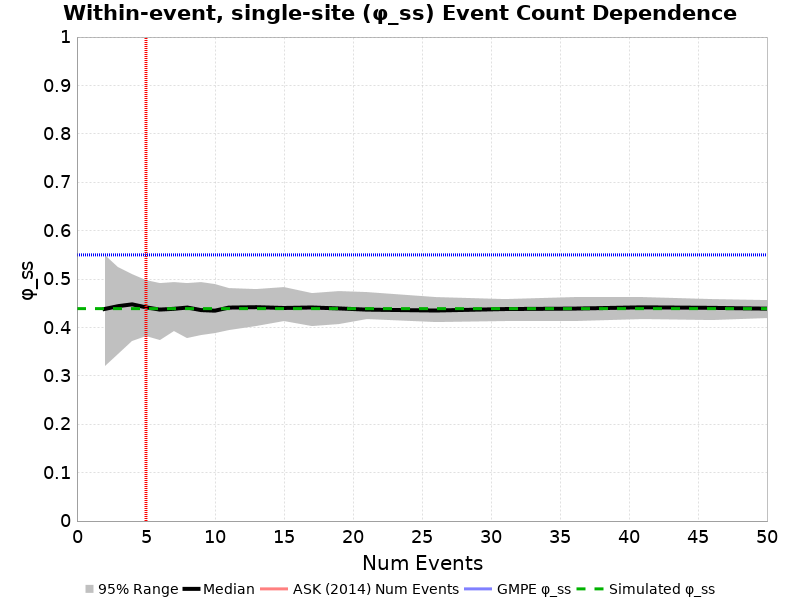 Within-event, single-site (φ_ss) Event Count Dependence
1
0.9
0.8
0.7
0.6
0.5
0.4
0.3
0.2
0.1
0
φ_ss
0 5 10 15 20 25 30 35 40 45 50
Num Events
95% Range Median ASK (2014) Num Events GMPE φ_ss Simulated φ_ss